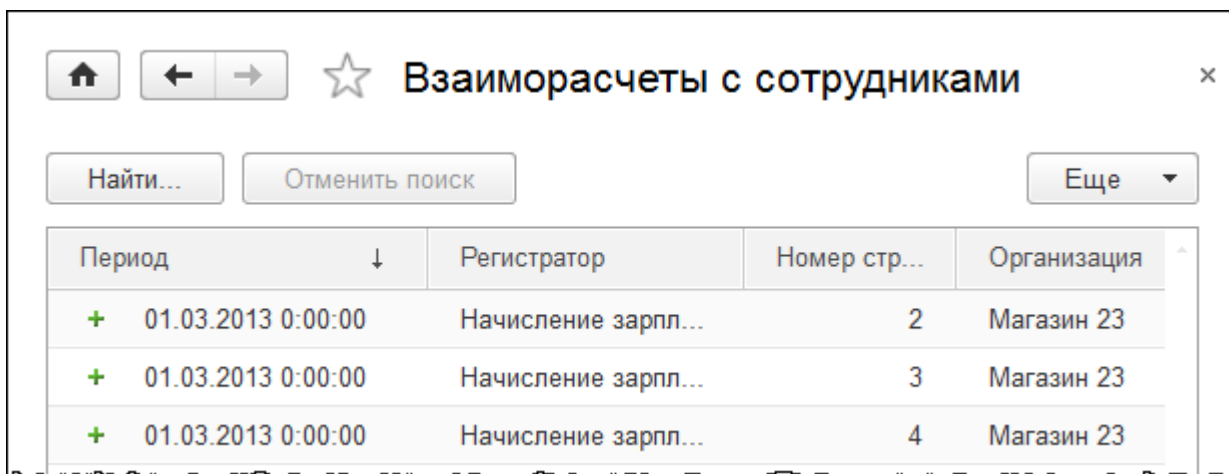 Взаиморасчеты с сотрудниками
Найти... Отменить поиск Еще
Период Регистратор Номер стр... Организация
01.03.2013 0:00:00 Начисление зарпл... 2 Магазин 23
01.03.2013 0:00:00 Начисление зарпл... 3 Магазин 23
01.03.2013 0:00:00 Начисление зарпл... 4 Магазин 23